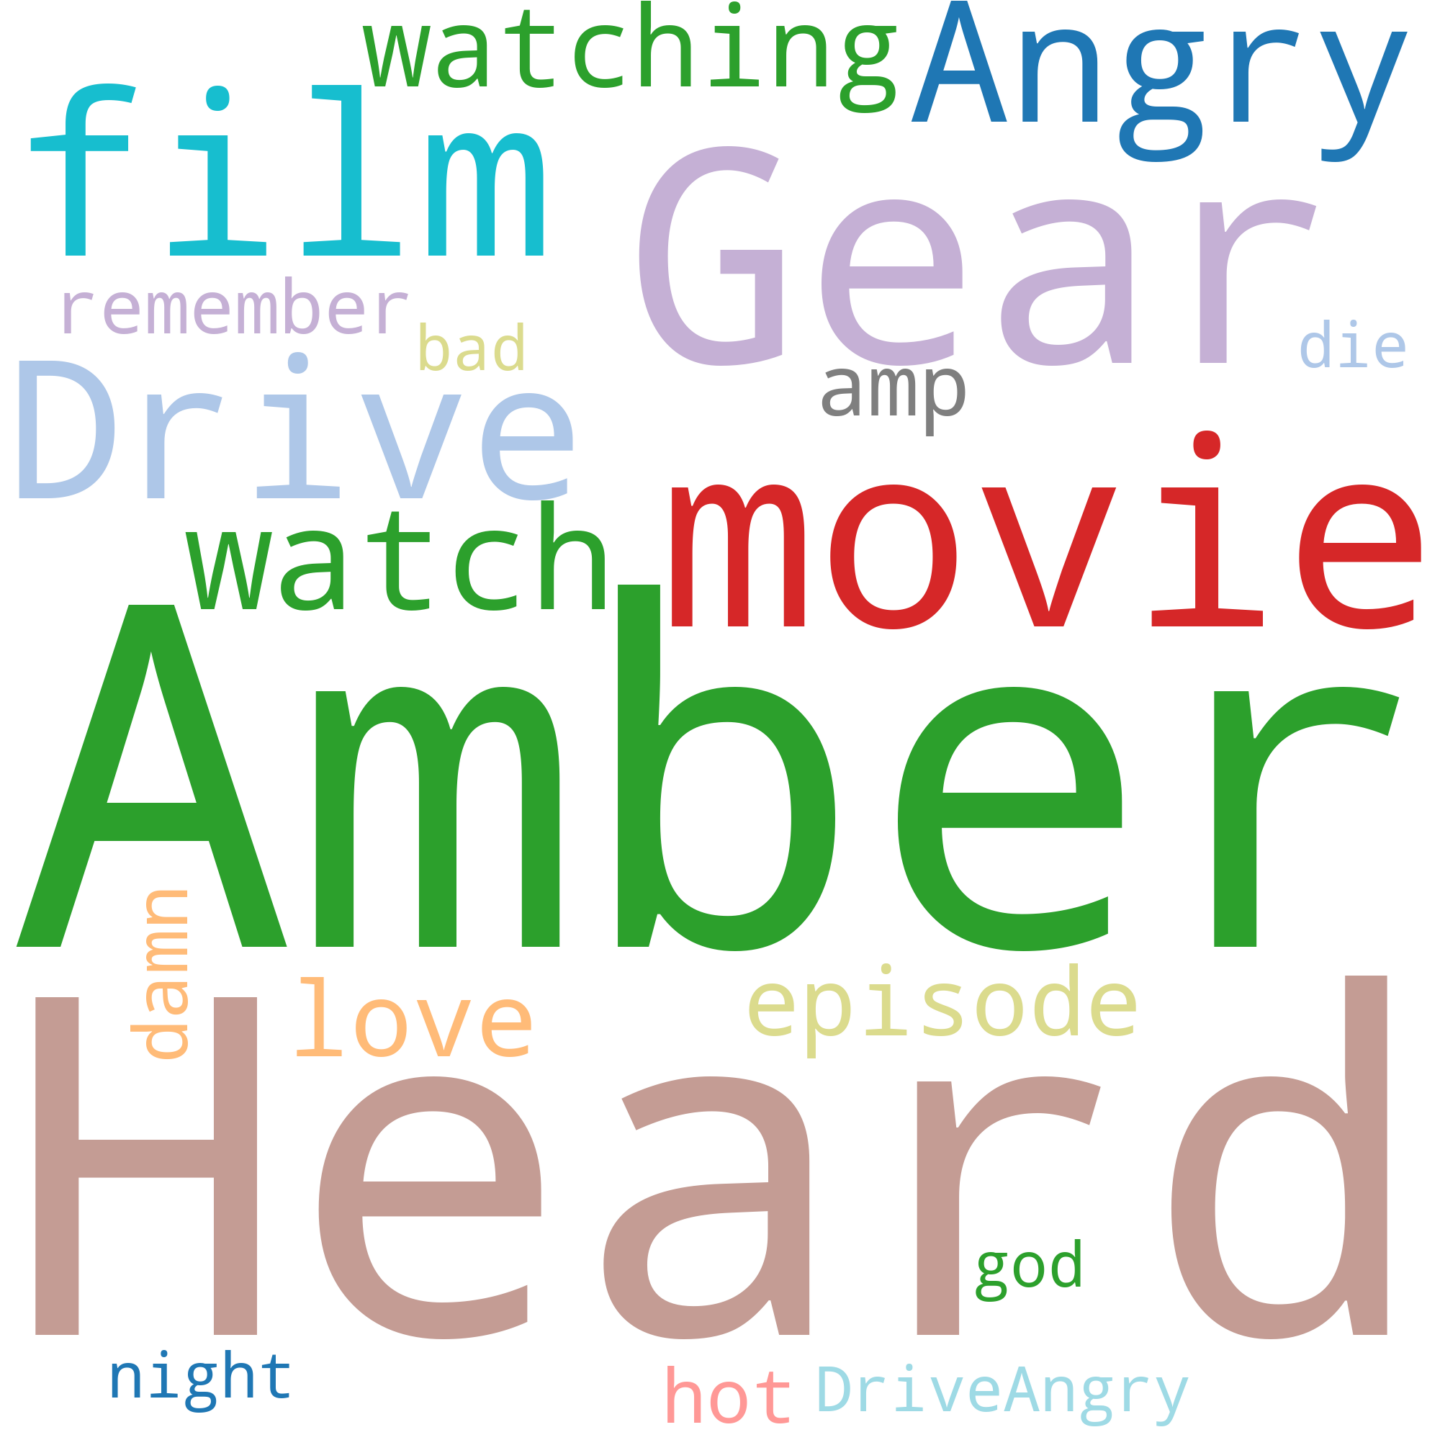 watching Angry
film Gear
remember bad die
Drive amp
watch movie
Amber
damn love episode
Heard
god
night hot DriveAngry